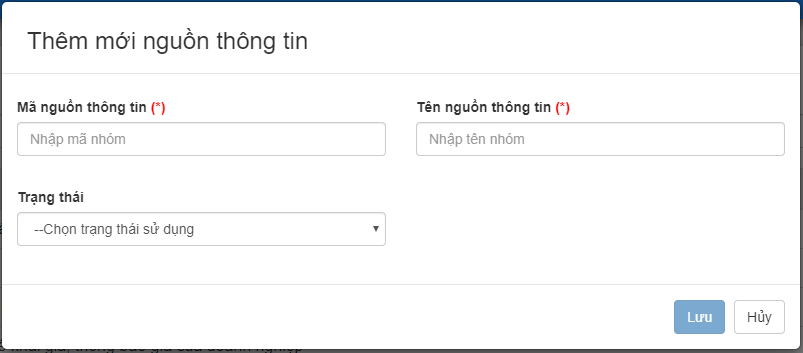 Thêm mới nguồn thông tin
Mã nguồn thông tin (*)
Tên nguồn thông tin (*)
Nhập mã nhóm
Nhập tên nhóm
Trạng thái
--Chọn trạng thái sử dụng
Lưu
Hủy